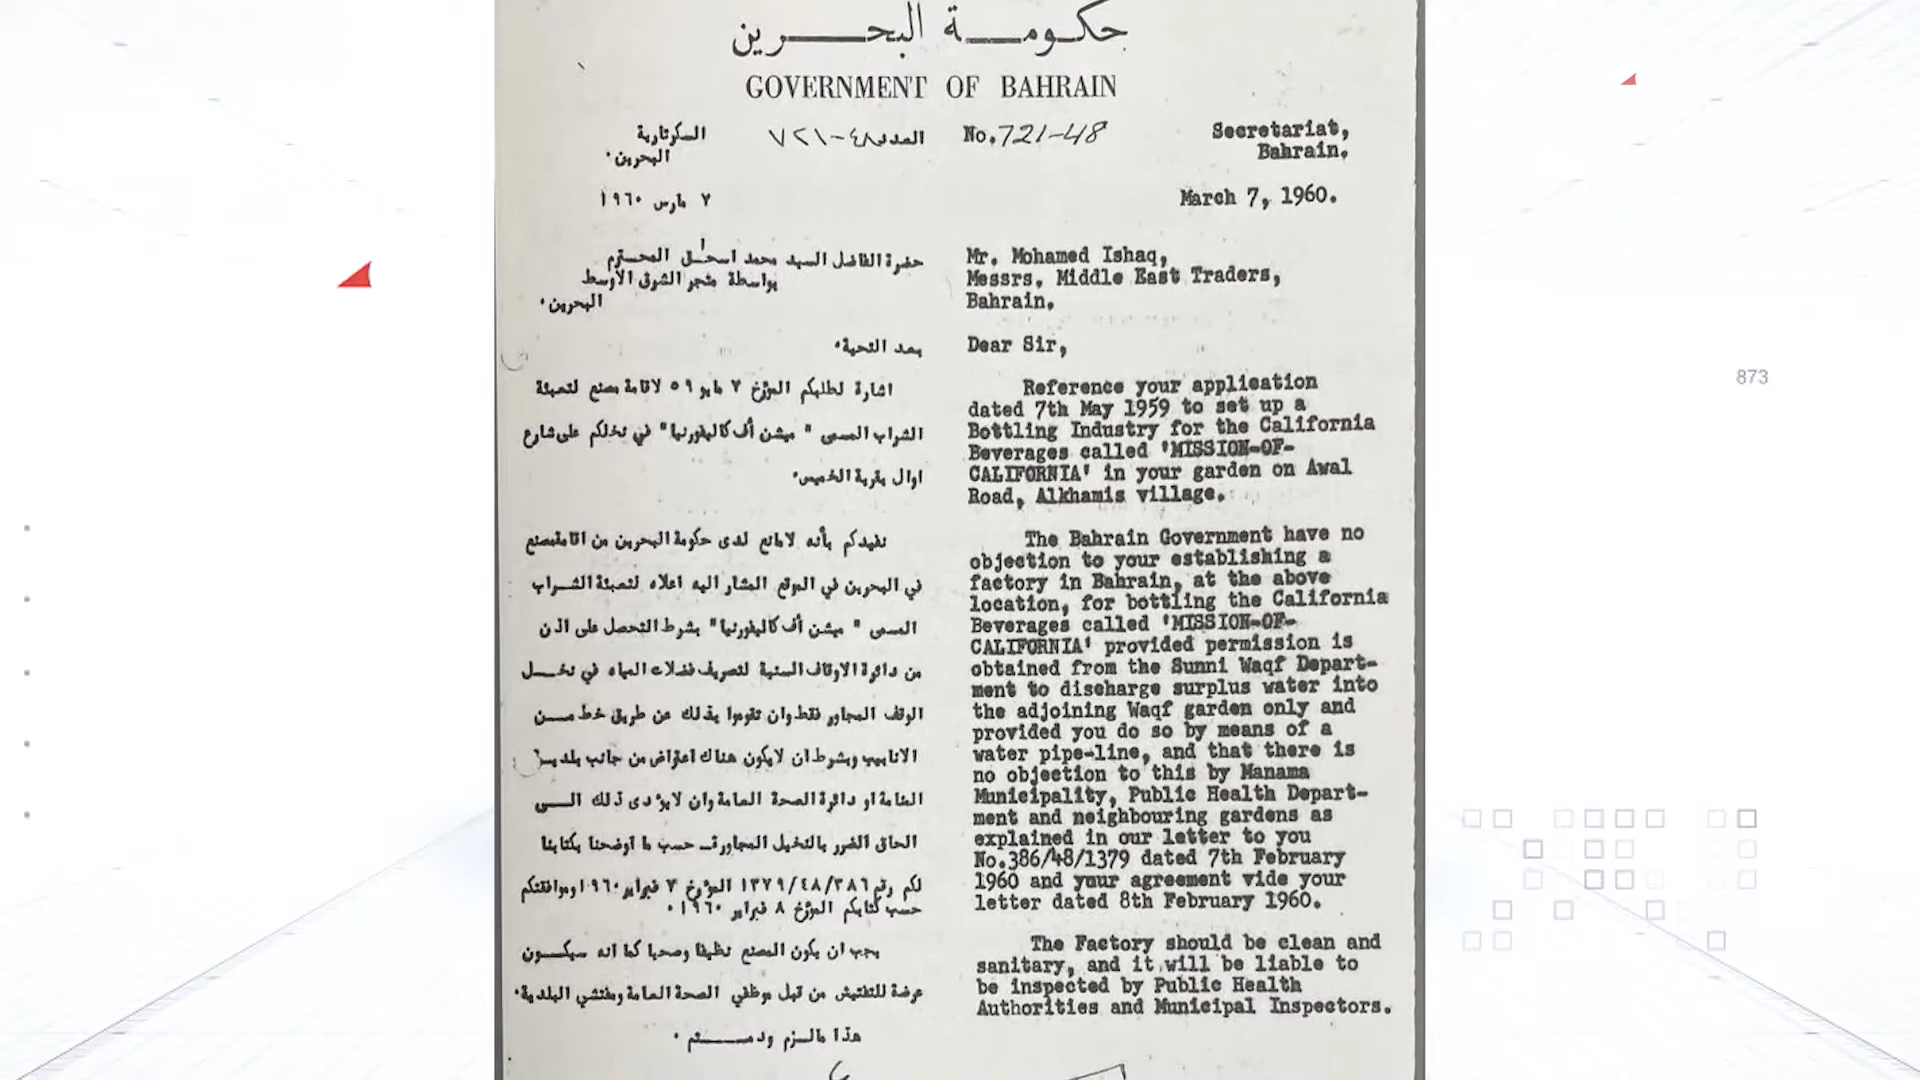 حكومة البحرين
GOVERNMENT OF BAHRAIN
السكرتارية
البحرين.
العدد ٧٢١-٤٨
٧ مارس ١٩٦٠
حضرة الفاضل السيد محمد اسحاق المحترم
بواسطة متجر الشرق الأوسط
البحرين.
بعد التحية.
اشارة لطلبكم المؤرخ ٧ مايو ٥٩ لاقامة مصنع لتعبئة
الشراب المسمى " ميشن أف كاليفورنيا" في نخلكم على شارع
اوال بقرية الخميس.
نفيدكم بأنه لامانع لدى حكومة البحرين من اقامة مصنع
في البحرين في الموقع المشار اليه اعلاه لتعبئة الشراب
المسمى " ميشن أف كاليفورنيا" بشرط التحصل على اذن
من دائرة الاوقاف السنية لتصريف فضلات المياه في نخل
الوقف المجاور فقط وان تقوموا بذلك عن طريق خط من
الانابيب وبشرط ان لايكون هناك اعتراض من جانب بلدية
المنامة او دائرة الصحة العامة وان لايؤدى ذلك الى
الحاق الضرر بالنخيل المجاورة حسب ما اوضحنا بكتابنا
لكم رقم ١٣٧٩/٤٨/٣٨٦ المؤرخ ٧ فبراير ١٩٦٠ وموافقتكم
حسب كتابكم المؤرخ ٨ فبراير ١٩٦٠.
يجب ان يكون المصنع نظيفا وصحيا كما انه سيكون
عرضة للتفتيش من قبل موظفي الصحة العامة ومفتشي البلدية.
هذا مالزم ودمتم.
No. 721-48
Secretariat,
Bahrain.
March 7, 1960.
Mr. Mohamed Ishaq,
Messrs. Middle East Traders,
Bahrain.
Dear Sir,
Reference your application
dated 7th May 1959 to set up a
Bottling Industry for the California
Beverages called 'MISSION-OF-
CALIFORNIA' in your garden on Awal
Road, Alkhamis village.
The Bahrain Government have no
objection to your establishing a
factory in Bahrain, at the above
location, for bottling the California
Beverages called 'MISSION-OF-
CALIFORNIA' provided permission is
obtained from the Sunni Waqf Depart-
ment to discharge surplus water into
the adjoining Waqf garden only and
provided you do so by means of a
water pipe-line, and that there is
no objection to this by Manama
Municipality, Public Health Depart-
ment and neighbouring gardens as
explained in our letter to you
No.386/48/1379 dated 7th February
1960 and your agreement vide your
letter dated 8th February 1960.
The Factory should be clean and
sanitary, and it will be liable to
be inspected by Public Health
Authorities and Municipal Inspectors.
873